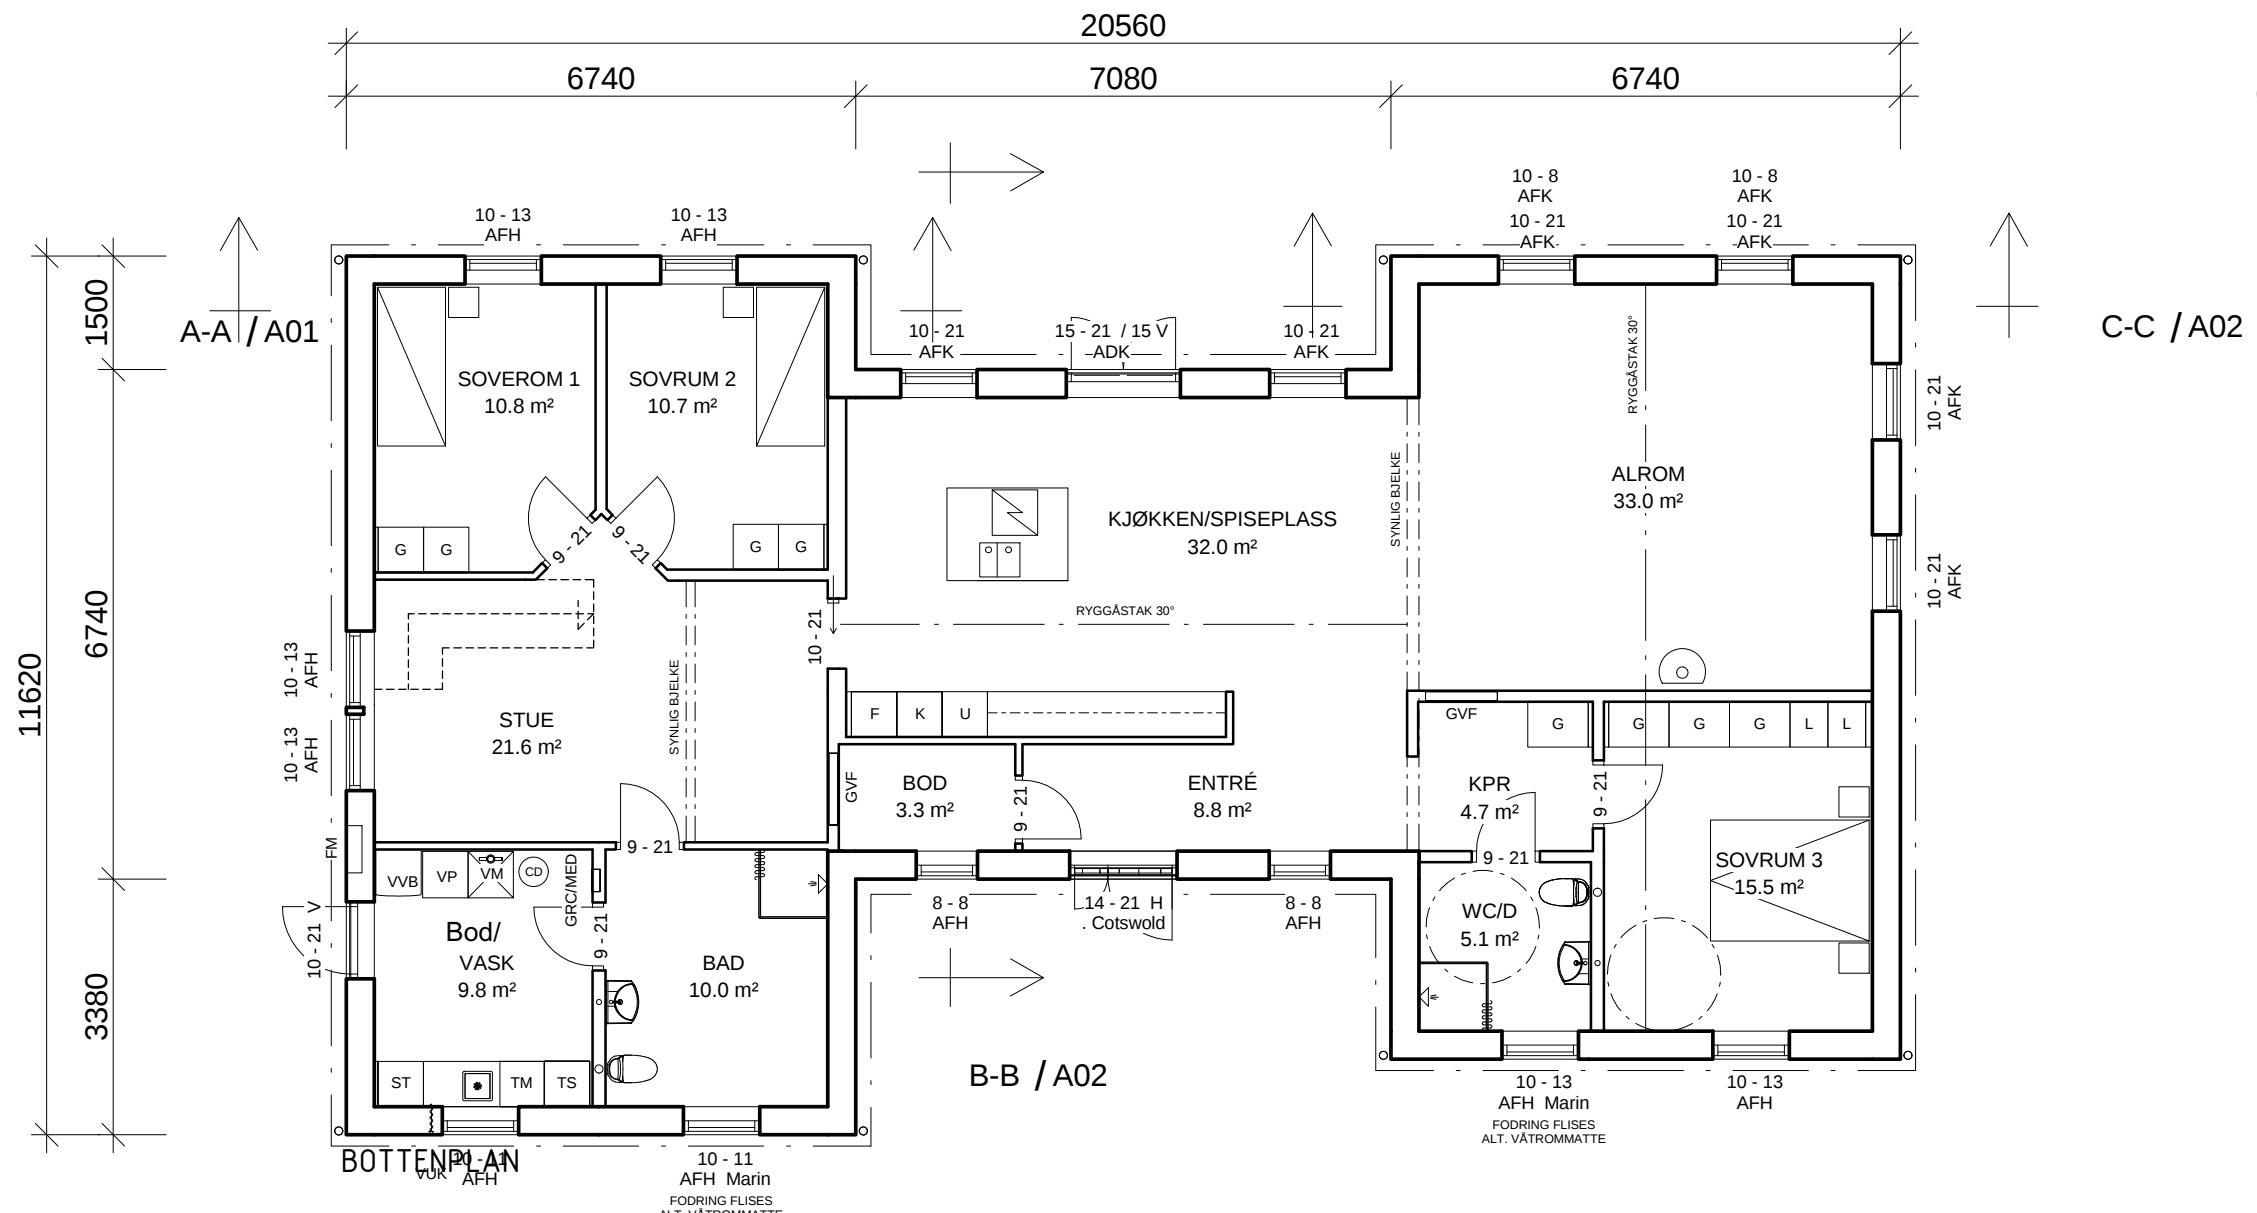 20560
6740
7080
6740
10 - 8
AFK
10 - 21
AFK
10 - 8
AFK
10 - 21
AFK
10 - 13
AFH
10 - 13
AFH
A-A / A01
C-C / A02
10 - 21
AFK
15 - 21 / 15 V
ADK
10 - 21
AFK
11620
1500
6740
3380
SOVEROM 1
10.8 m²
SOVRUM 2
10.7 m²
RYGGÅSTAK 30°
10 - 21
AFK
ALROM
33.0 m²
SYNLIG BJELKE
KJØKKEN/SPISEPLASS
32.0 m²
G
G
9 - 21
9 - 21
G
G
10 - 21
AFK
RYGGÅSTAK 30°
10 - 21
10 - 13
AFH
10 - 13
AFH
STUE
21.6 m²
SYNLIG BJELKE
F
K
U
GVF
G
G
G
G
L
L
GVF
BOD
3.3 m²
9 - 21
ENTRÉ
8.8 m²
KPR
4.7 m²
9 - 21
FM
9 - 21
9 - 21
VVB
VP
VM
CD
GRC/MED
9 - 21
SOVRUM 3
15.5 m²
8 - 8
AFH
14 - 21 H
. Cotswold
8 - 8
AFH
WC/D
5.1 m²
10 - 21 V
Bod/
VASK
9.8 m²
BAD
10.0 m²
B-B / A02
ST
TM
TS
10 - 13
AFH Marin
FODRING FLISES
ALT. VÅTROMMATTE
10 - 13
AFH
BOTTENPLAN
10 - 11
AFH
VUK
10 - 11
AFH Marin
FODRING FLISES
ALT. VÅTROMMATTE